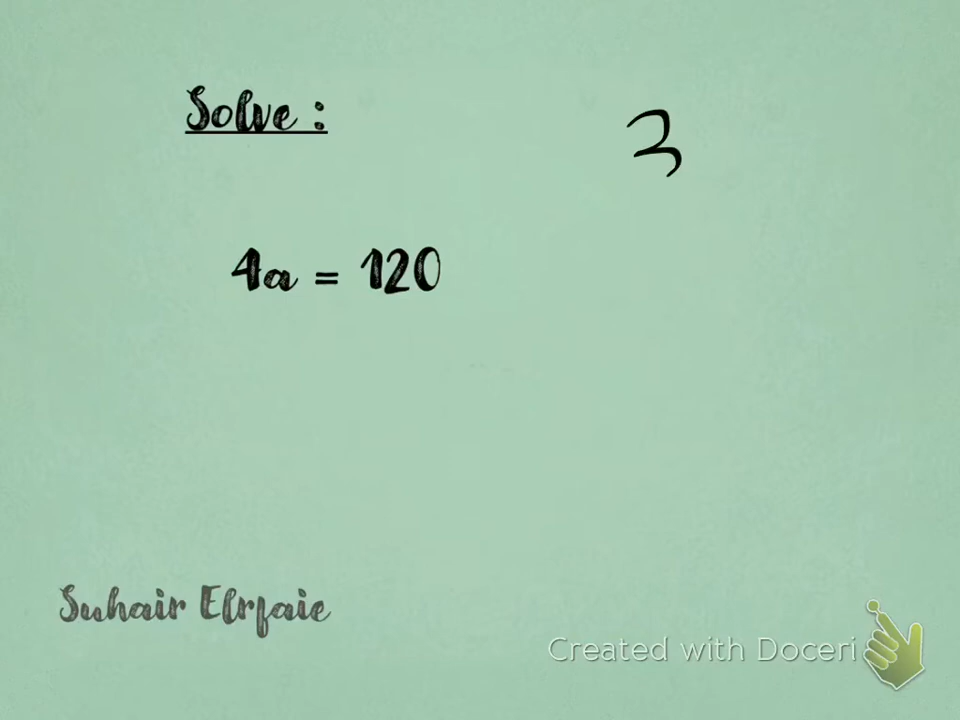 Solve :
3
4a = 120
Suhair Elrfaie
Created with Doceri